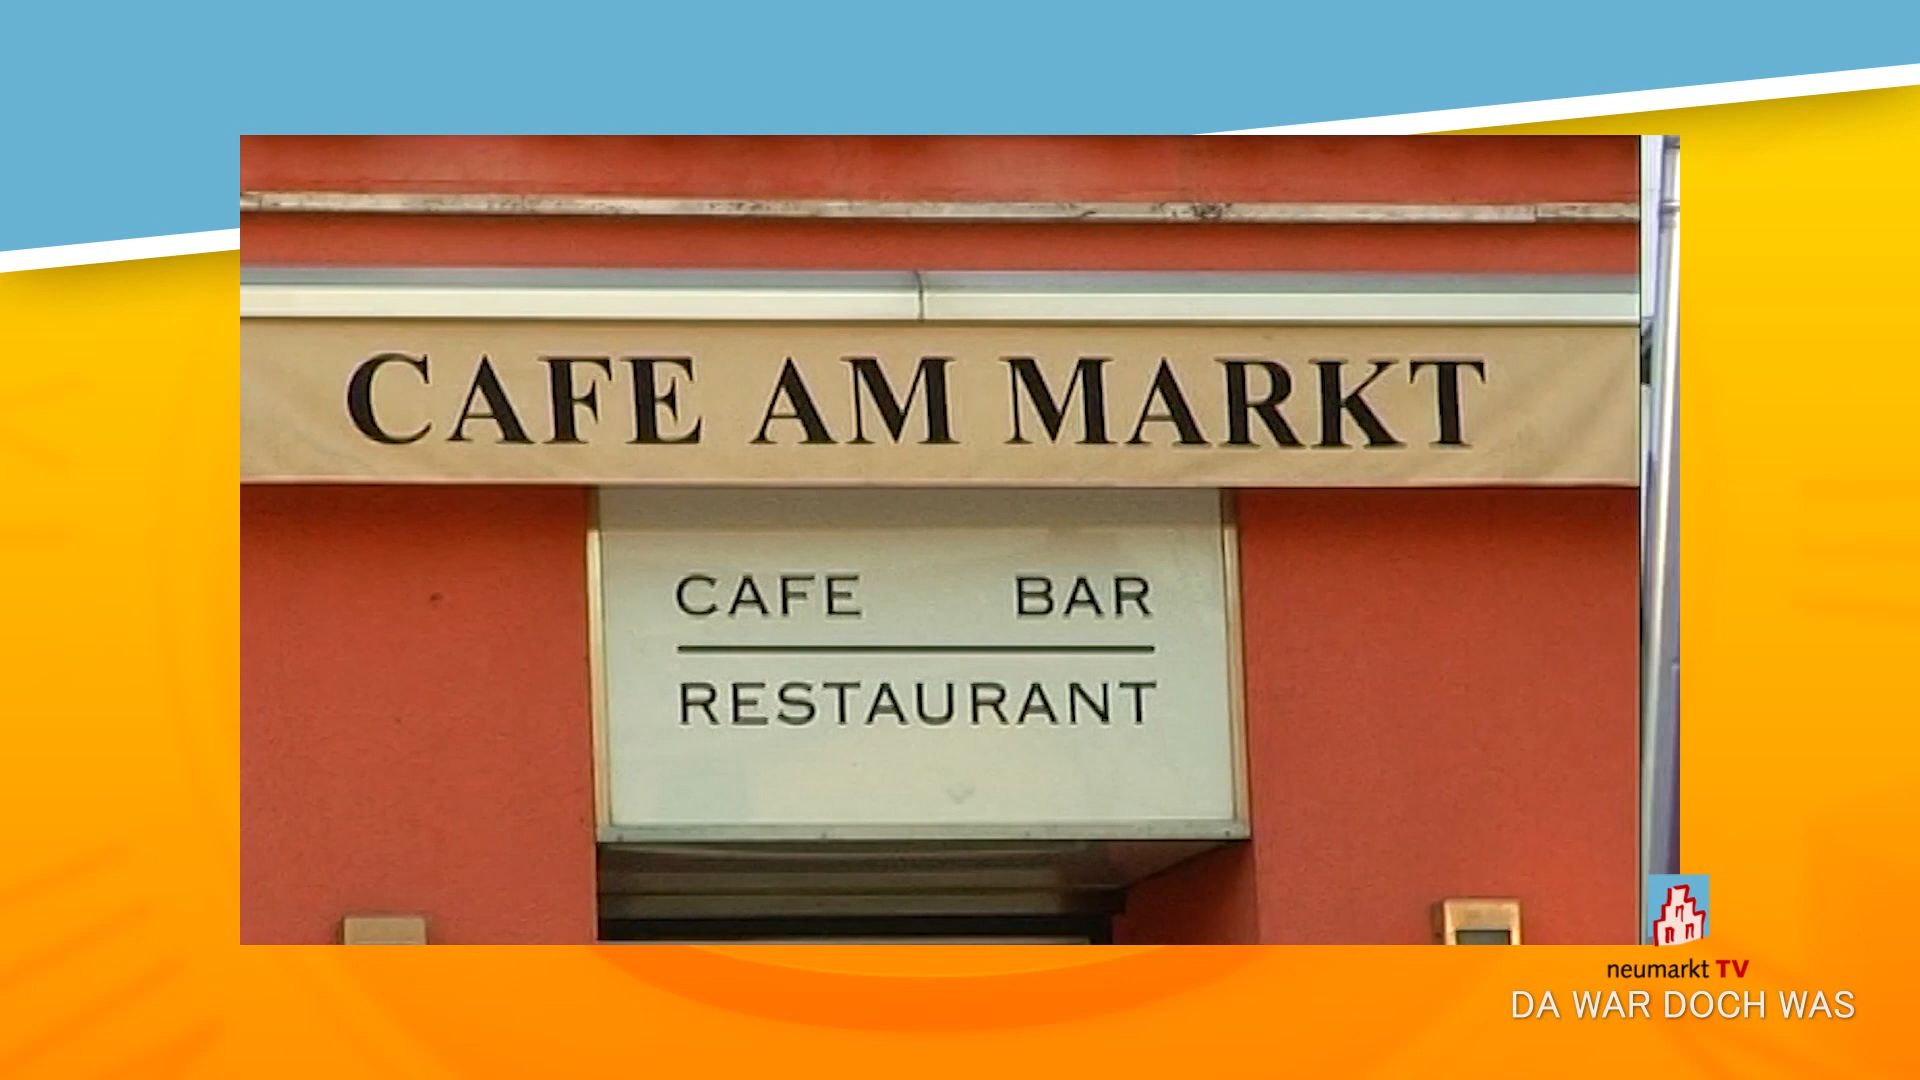 CAFE AM MARKT
CAFE BAR
RESTAURANT
neumarkt TV
DA WAR DOCH WAS